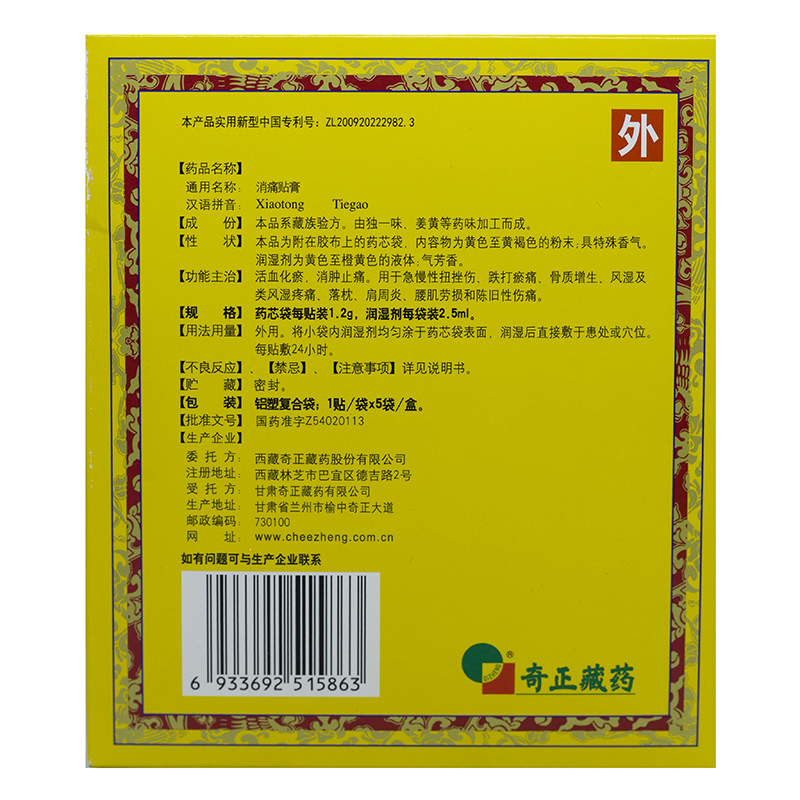 本产品实用新型中国专利号：ZL200920222982.3
外
【药品名称】
通用名称： 消痛贴膏
汉语拼音： Xiaotong Tiegao
【成 份】 本品系藏族验方。由独一味、姜黄等药味加工而成。
【性 状】 本品为附在胶布上的药芯袋，内容物为黄色至黄褐色的粉末；具特殊香气。
润湿剂为黄色至橙黄色的液体；气芳香。
【功能主治】 活血化瘀，消肿止痛。用于急慢性扭挫伤、跌打瘀痛、骨质增生、风湿及
类风湿疼痛、落枕、肩周炎、腰肌劳损和陈旧性伤痛。
【规 格】 药芯袋每贴装1.2g，润湿剂每袋装2.5ml。
【用法用量】 外用。将小袋内润湿剂均匀涂于药芯袋表面，润湿后直接敷于患处或穴位。
每贴敷24小时。
【不良反应】、【禁忌】、【注意事项】详见说明书。
【贮 藏】 密封。
【包 装】 铝塑复合袋；1贴/袋x5袋/盒。
【批准文号】 国药准字Z54020113
【生产企业】
委 托 方： 西藏奇正藏药股份有限公司
注册地址： 西藏林芝市巴宜区德吉路2号
受 托 方： 甘肃奇正藏药有限公司
生产地址： 甘肃省兰州市榆中奇正大道
邮政编码： 730100
网 址： www.cheezheng.com.cn
如有问题可与生产企业联系
6 933692 515863
QIZHENG ® 奇正藏药